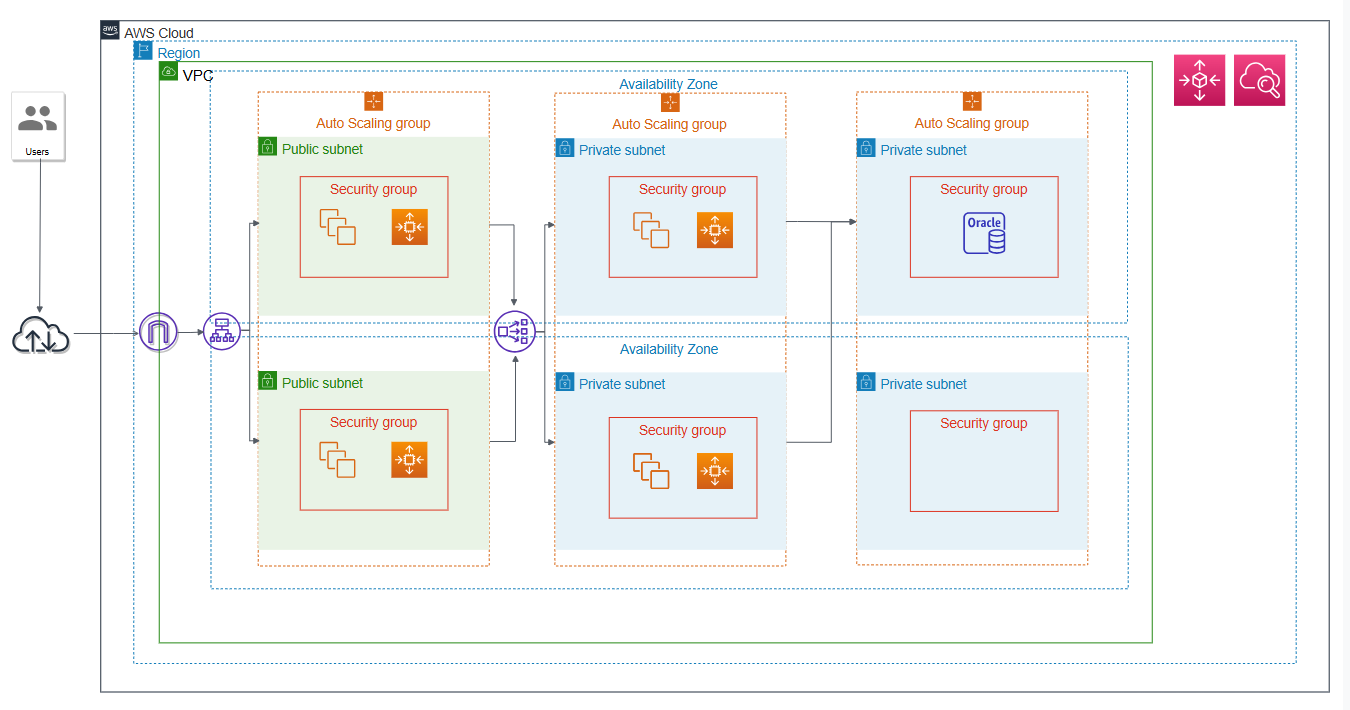 aws
AWS Cloud
Region
VPC
Users
Availability Zone
Auto Scaling group
Auto Scaling group
Auto Scaling group
Public subnet
Private subnet
Private subnet
Security group
Security group
Security group
Oracle
Availability Zone
Public subnet
Private subnet
Private subnet
Security group
Security group
Security group